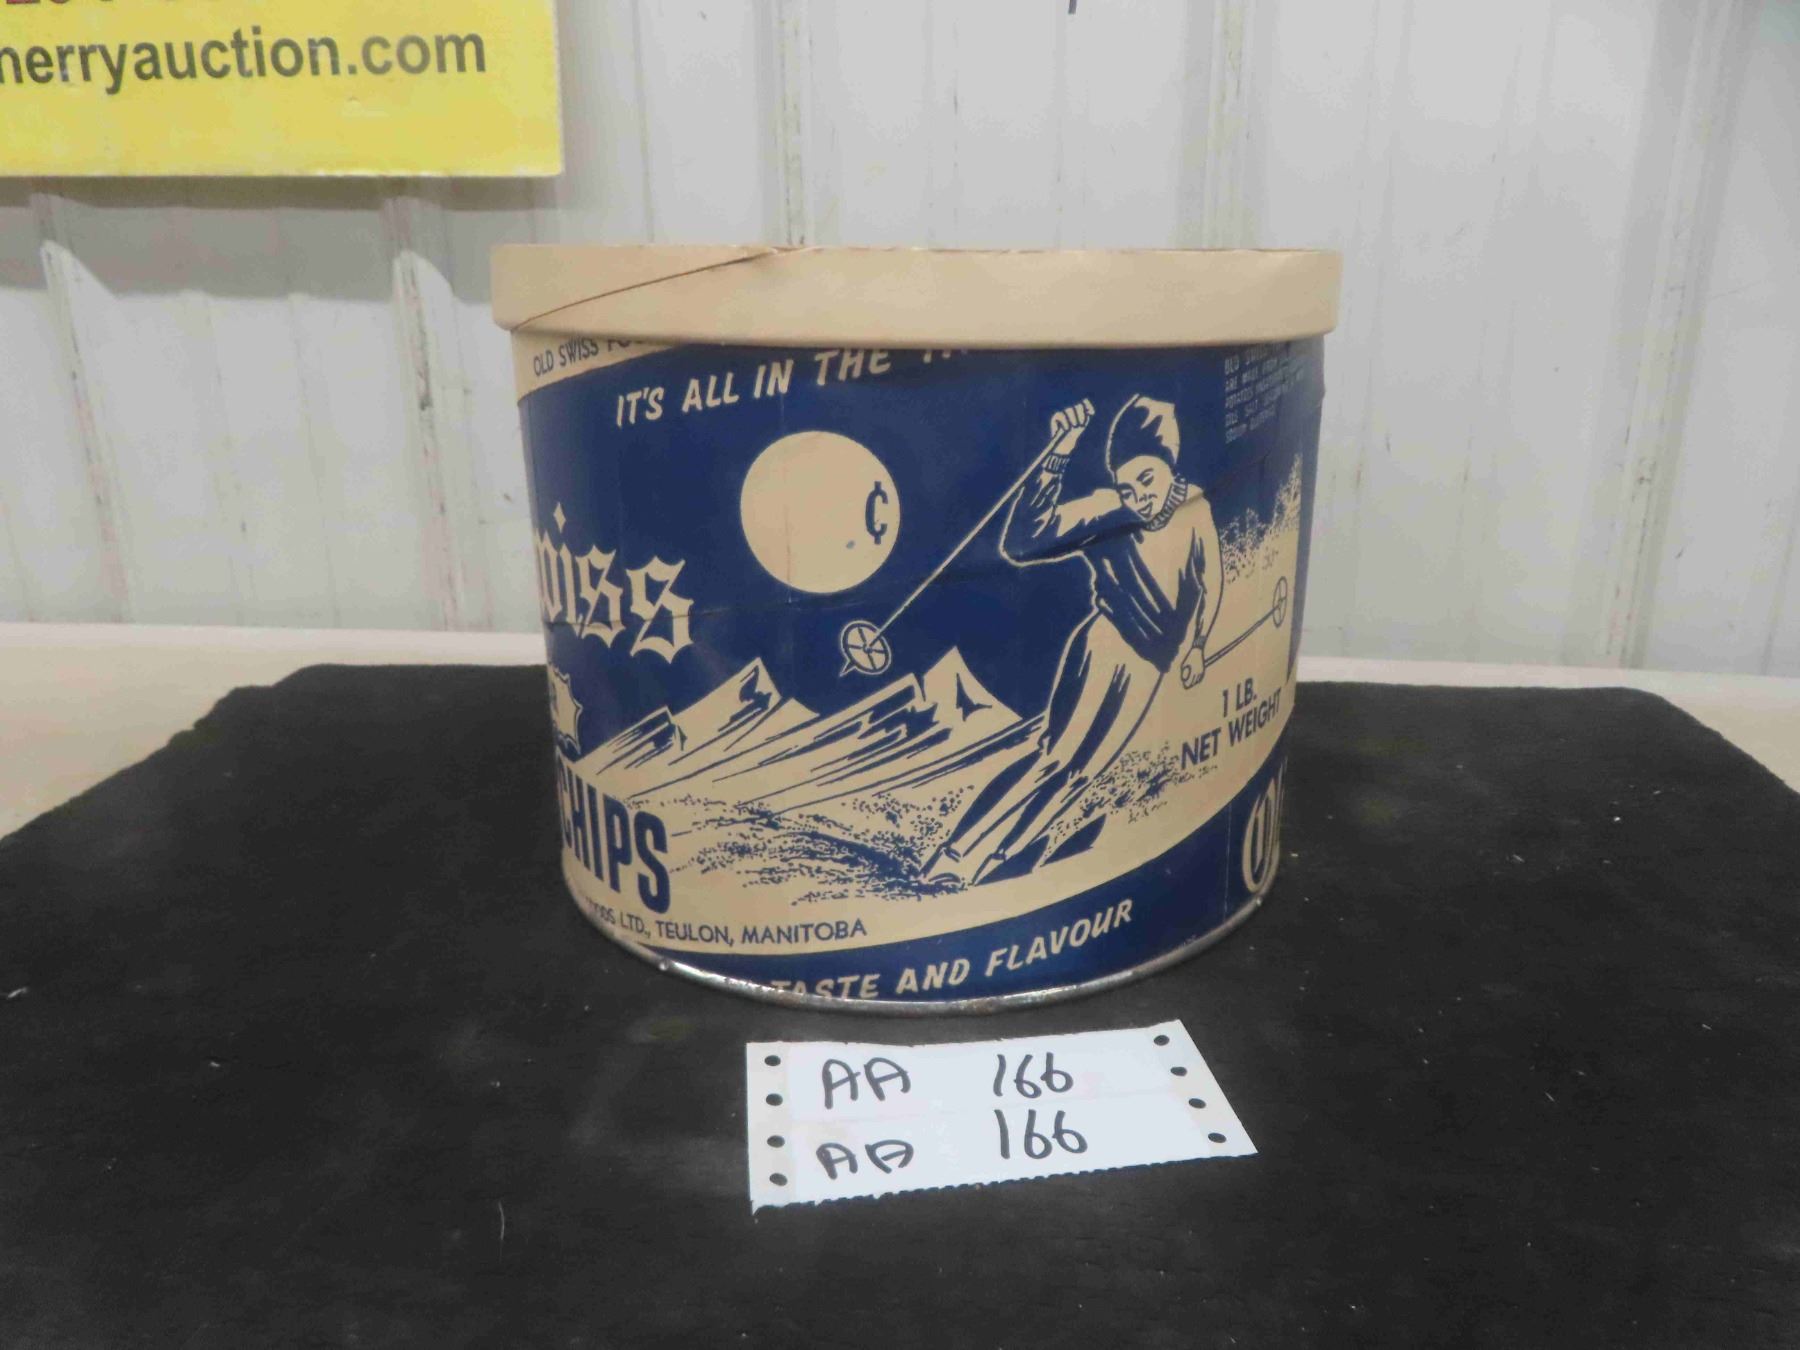 herryauction.com
OLD SWISS
IT'S ALL IN THE
¢
wiss
CHIPS
1 LB.
NET WEIGHT
LTD., TEULON, MANITOBA
TASTE AND FLAVOUR
AA 166
AA 166